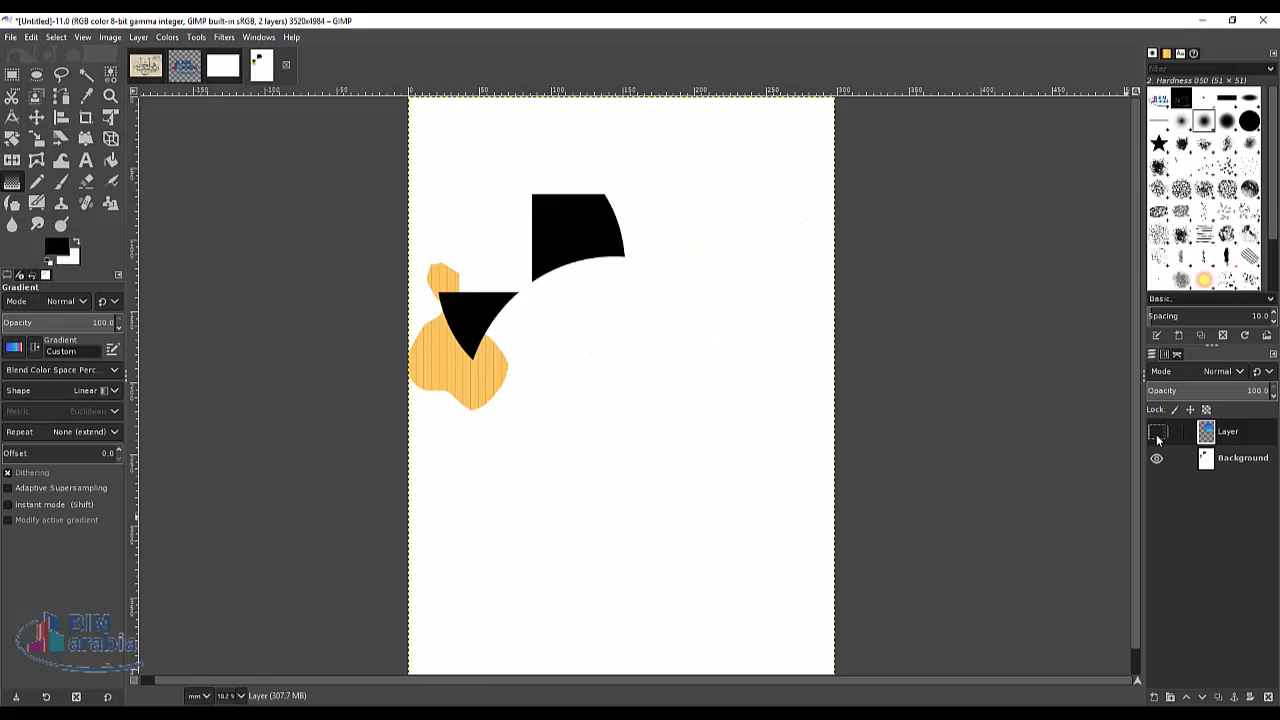 *[Untitled]-11.0 (RGB color 8-bit gamma integer, GIMP built-in sRGB, 2 layers) 3520x4984 – GIMP
File Edit Select View Image Layer Colors Tools Filters Windows Help
filter
2. Hardness 050 (51 × 51)
Gradient
Mode Normal
Opacity 100.0
Gradient
Custom
Blend Color Space Perc...
Shape Linear
Metric Euclidean
Repeat None (extend)
Offset 0.0
Dithering
Adaptive Supersampling
Instant mode (Shift)
Modify active gradient
Basic,
Spacing 10.0
Mode Normal
Opacity 100.0
Lock:
Layer
Background
BIM
arabia
mm
Layer (307.7 MB)